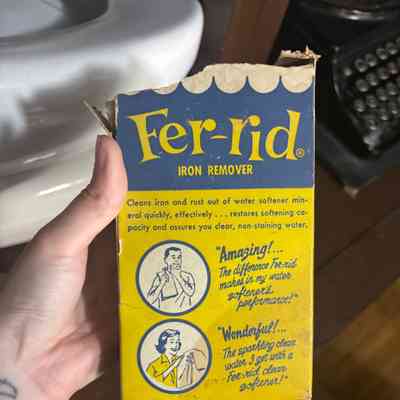 Fer-rid®
IRON REMOVER
Cleans iron and rust out of water softener min-
eral quickly, effectively . . . restores softening ca-
pacity and assures you clear, non-staining water.
"Amazing!...
The difference Fer-rid
makes in my water
softener's
performance!"
"Wonderful!...
The sparkling clear
water I get with a
Fer-rid clean
softener!"